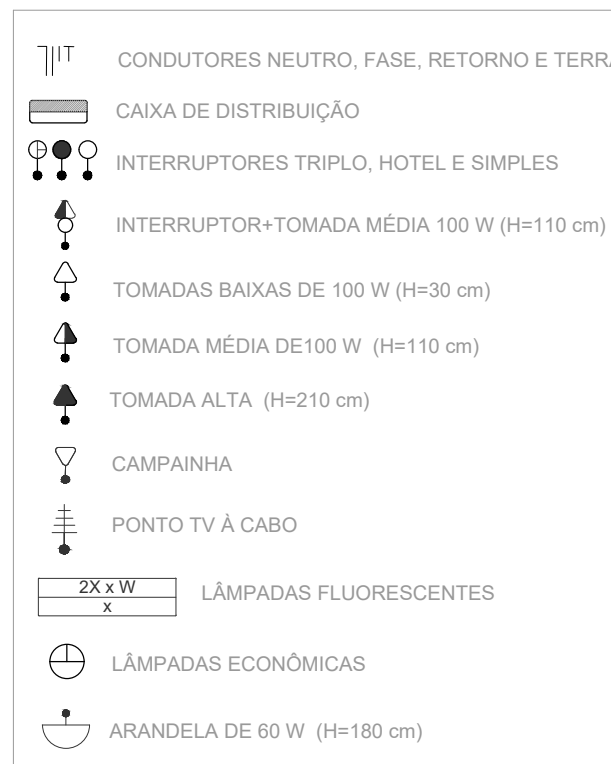 CONDUTORES NEUTRO, FASE, RETORNO E TERRA
CAIXA DE DISTRIBUIÇÃO
INTERRUPTORES TRIPLO, HOTEL E SIMPLES
INTERRUPTOR+TOMADA MÉDIA 100 W (H=110 cm)
TOMADAS BAIXAS DE 100 W (H=30 cm)
TOMADA MÉDIA DE100 W (H=110 cm)
TOMADA ALTA (H=210 cm)
CAMPAINHA
PONTO TV À CABO
2X x W
x
LÂMPADAS FLUORESCENTES
LÂMPADAS ECONÔMICAS
ARANDELA DE 60 W (H=180 cm)